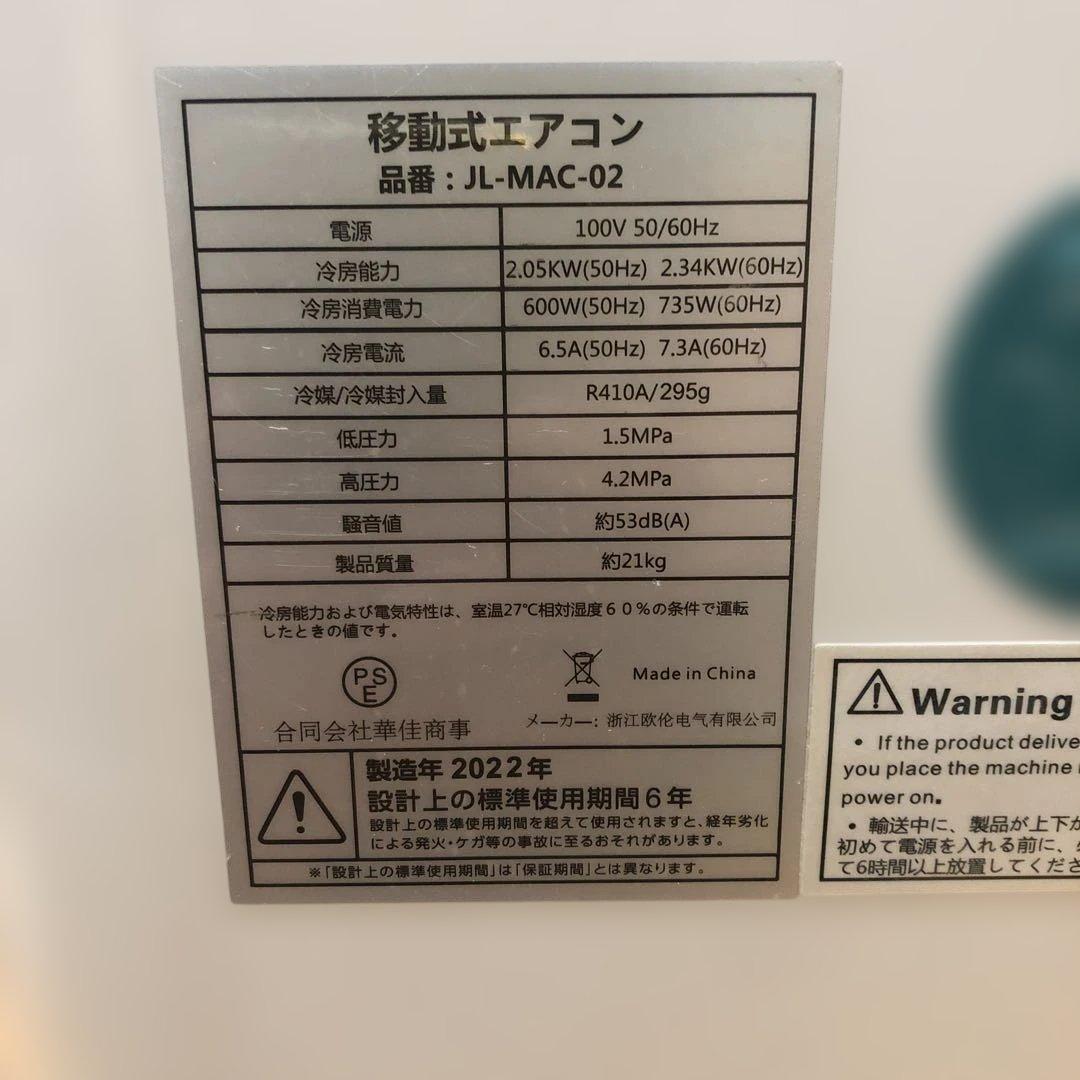 移動式エアコン
品番：JL-MAC-02
電源 100V 50/60Hz
冷房能力 2.05KW(50Hz) 2.34KW(60Hz)
冷房消費電力 600W(50Hz) 735W(60Hz)
冷房電流 6.5A(50Hz) 7.3A(60Hz)
冷媒/冷媒封入量 R410A/295g
低圧力 1.5MPa
高圧力 4.2MPa
騒音値 約53dB(A)
製品質量 約21kg
冷房能力および電気特性は、室温27℃相対湿度６０％の条件で運転
したときの値です。
PSE
Made in China
合同会社華佳商事
メーカー: 浙江欧伦电气有限公司
製造年 2022年
設計上の標準使用期間６年
設計上の標準使用期間を超えて使用されますと、経年劣化
による発火・ケガ等の事故に至るおそれがあります。
※「設計上の標準使用期間」は「保証期間」とは異なります。
Warning
• If the product delive
you place the machine
power on.
• 輸送中に、製品が上下が
初めて電源を入れる前に、
て6時間以上放置してくださ